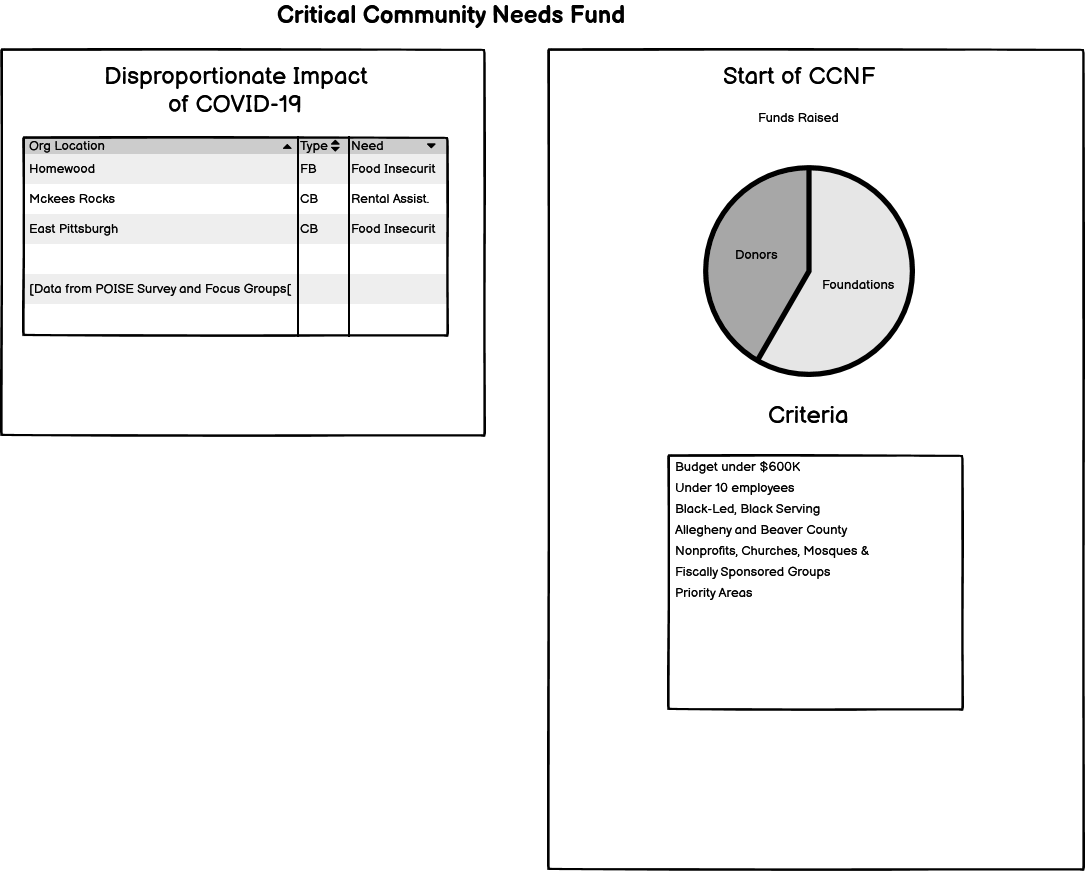 Critical Community Needs Fund
Disproportionate Impact
of COVID-19
Org Location Type Need
Homewood FB Food Insecurit
Mckees Rocks CB Rental Assist.
East Pittsburgh CB Food Insecurit
[Data from POISE Survey and Focus Groups[
Start of CCNF
Funds Raised
Donors
Foundations
Criteria
Budget under $600K
Under 10 employees
Black-Led, Black Serving
Allegheny and Beaver County
Nonprofits, Churches, Mosques &
Fiscally Sponsored Groups
Priority Areas